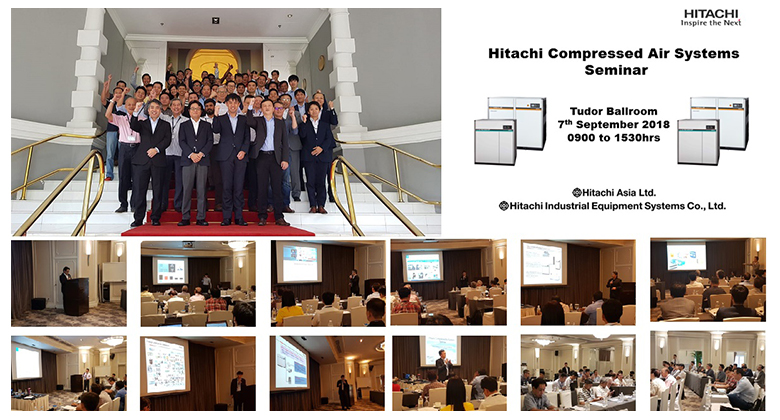 HITACHI
Inspire the Next
Hitachi Compressed Air Systems
Seminar
Tudor Ballroom
7th September 2018
0900 to 1530hrs
Hitachi Asia Ltd.
Hitachi Industrial Equipment Systems Co., Ltd.